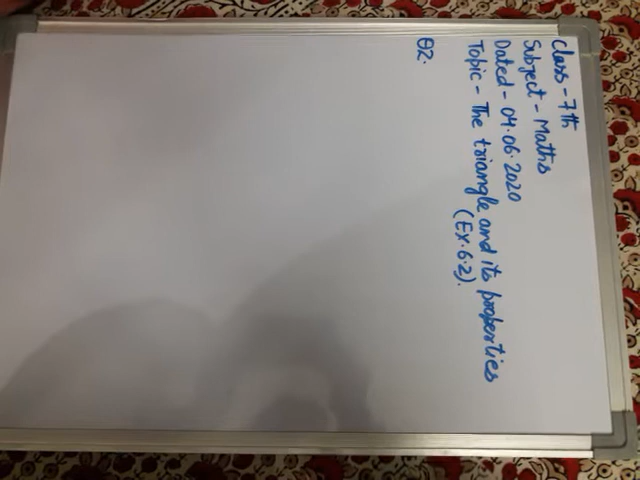 Class - 7th
Subject - Maths
Dated - 04.06.2020
Topic - The triangle and its properties
(Ex.6.2).
Q2.